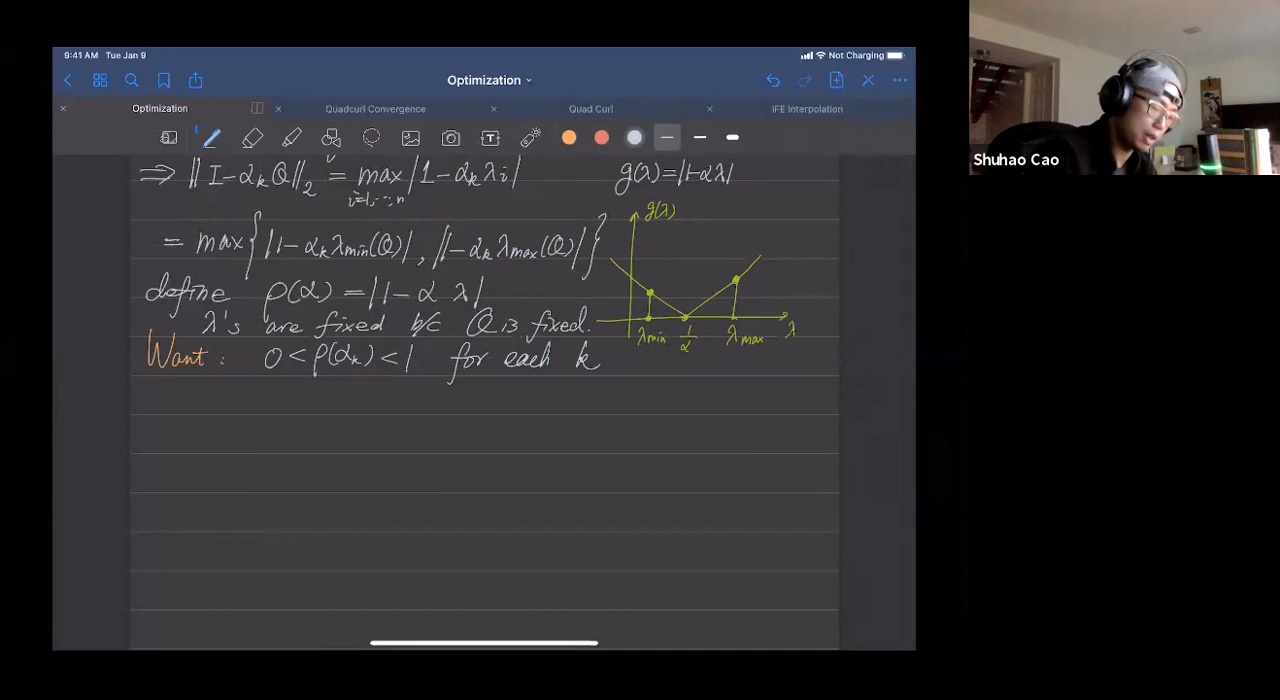 9:41 AM Tue Jan 9
Not Charging
Optimization
Optimization
Quadcurl Convergence
Quad Curl
IFE Interpolation
Shuhao Cao
⇒ ‖I - α_k Q‖_2 = max_{i=1,...,n} |1 - α_k λ_i|
g(λ) = |1-αλ|
= max{|1 - α_k λ_min(Q)|, |1 - α_k λ_max(Q)|}
g(λ)
define ρ(α) = |1 - α λ|
λ's are fixed b/c Q is fixed.
λ_min 1/α λ_max λ
Want: 0 < ρ(α_k) < 1 for each k